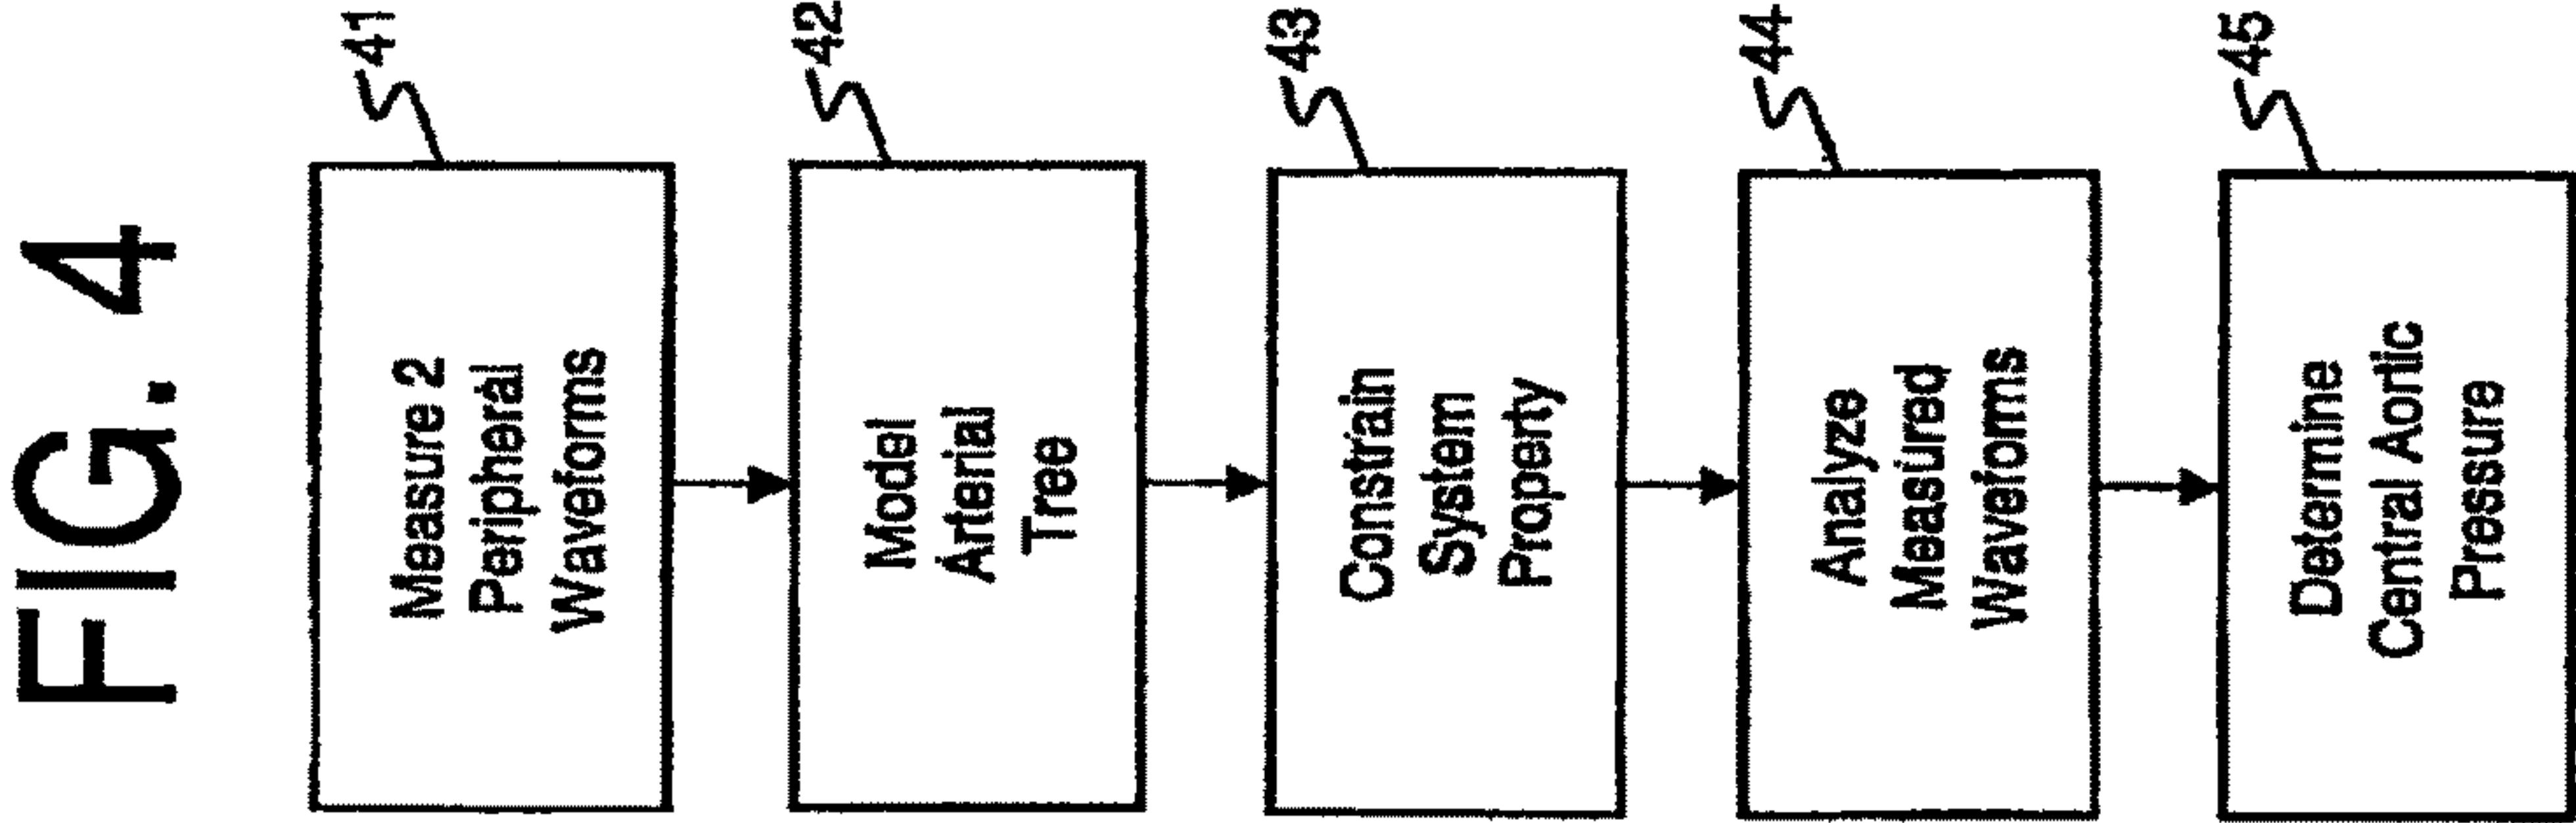 FIG. 4
41
Measure 2
Peripheral
Waveforms
42
Model
Arterial
Tree
43
Constrain
System
Property
44
Analyze
Measured
Waveforms
45
Determine
Central Aortic
Pressure